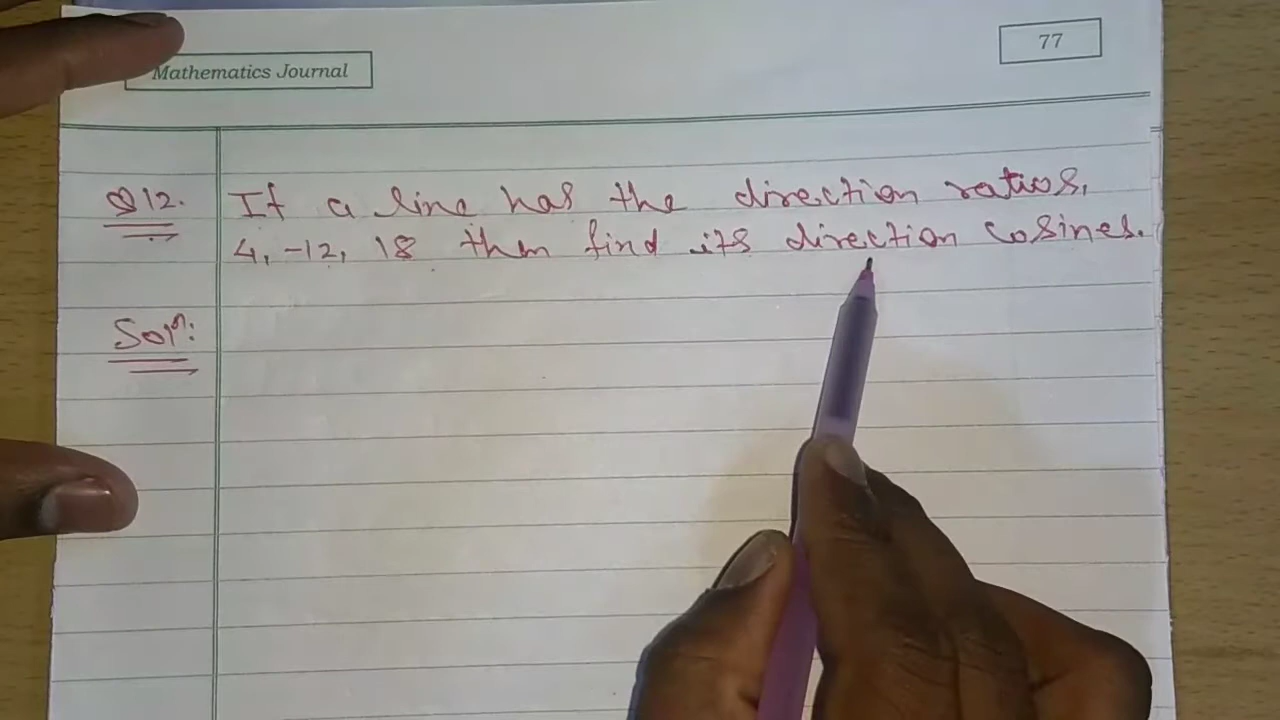 Mathematics Journal
77
Q12. If a line has the direction ratios,
4, -12, 18 then find its direction cosines.
Solⁿ: